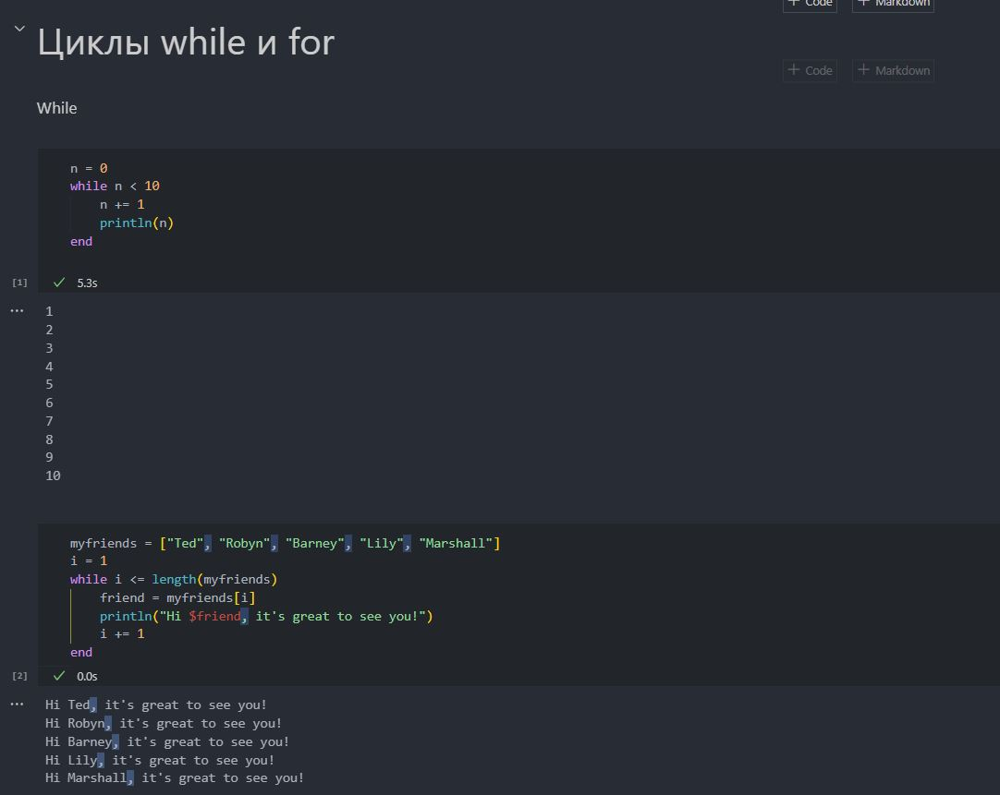 + Code + Markdown
Циклы while и for
+ Code + Markdown
While
n = 0
while n < 10
    n += 1
    println(n)
end
[1] ✓ 5.3s
... 1
2
3
4
5
6
7
8
9
10
myfriends = ["Ted", "Robyn", "Barney", "Lily", "Marshall"]
i = 1
while i <= length(myfriends)
    friend = myfriends[i]
    println("Hi $friend, it's great to see you!")
    i += 1
end
[2] ✓ 0.0s
... Hi Ted, it's great to see you!
Hi Robyn, it's great to see you!
Hi Barney, it's great to see you!
Hi Lily, it's great to see you!
Hi Marshall, it's great to see you!